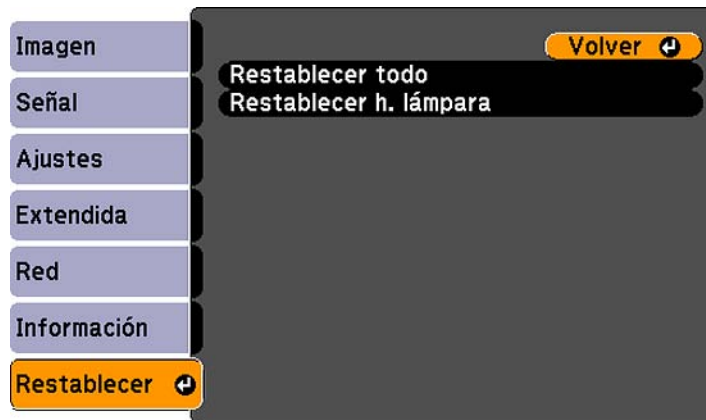 Imagen
Señal
Ajustes
Extendida
Red
Información
Restablecer
Volver
Restablecer todo
Restablecer h. lámpara